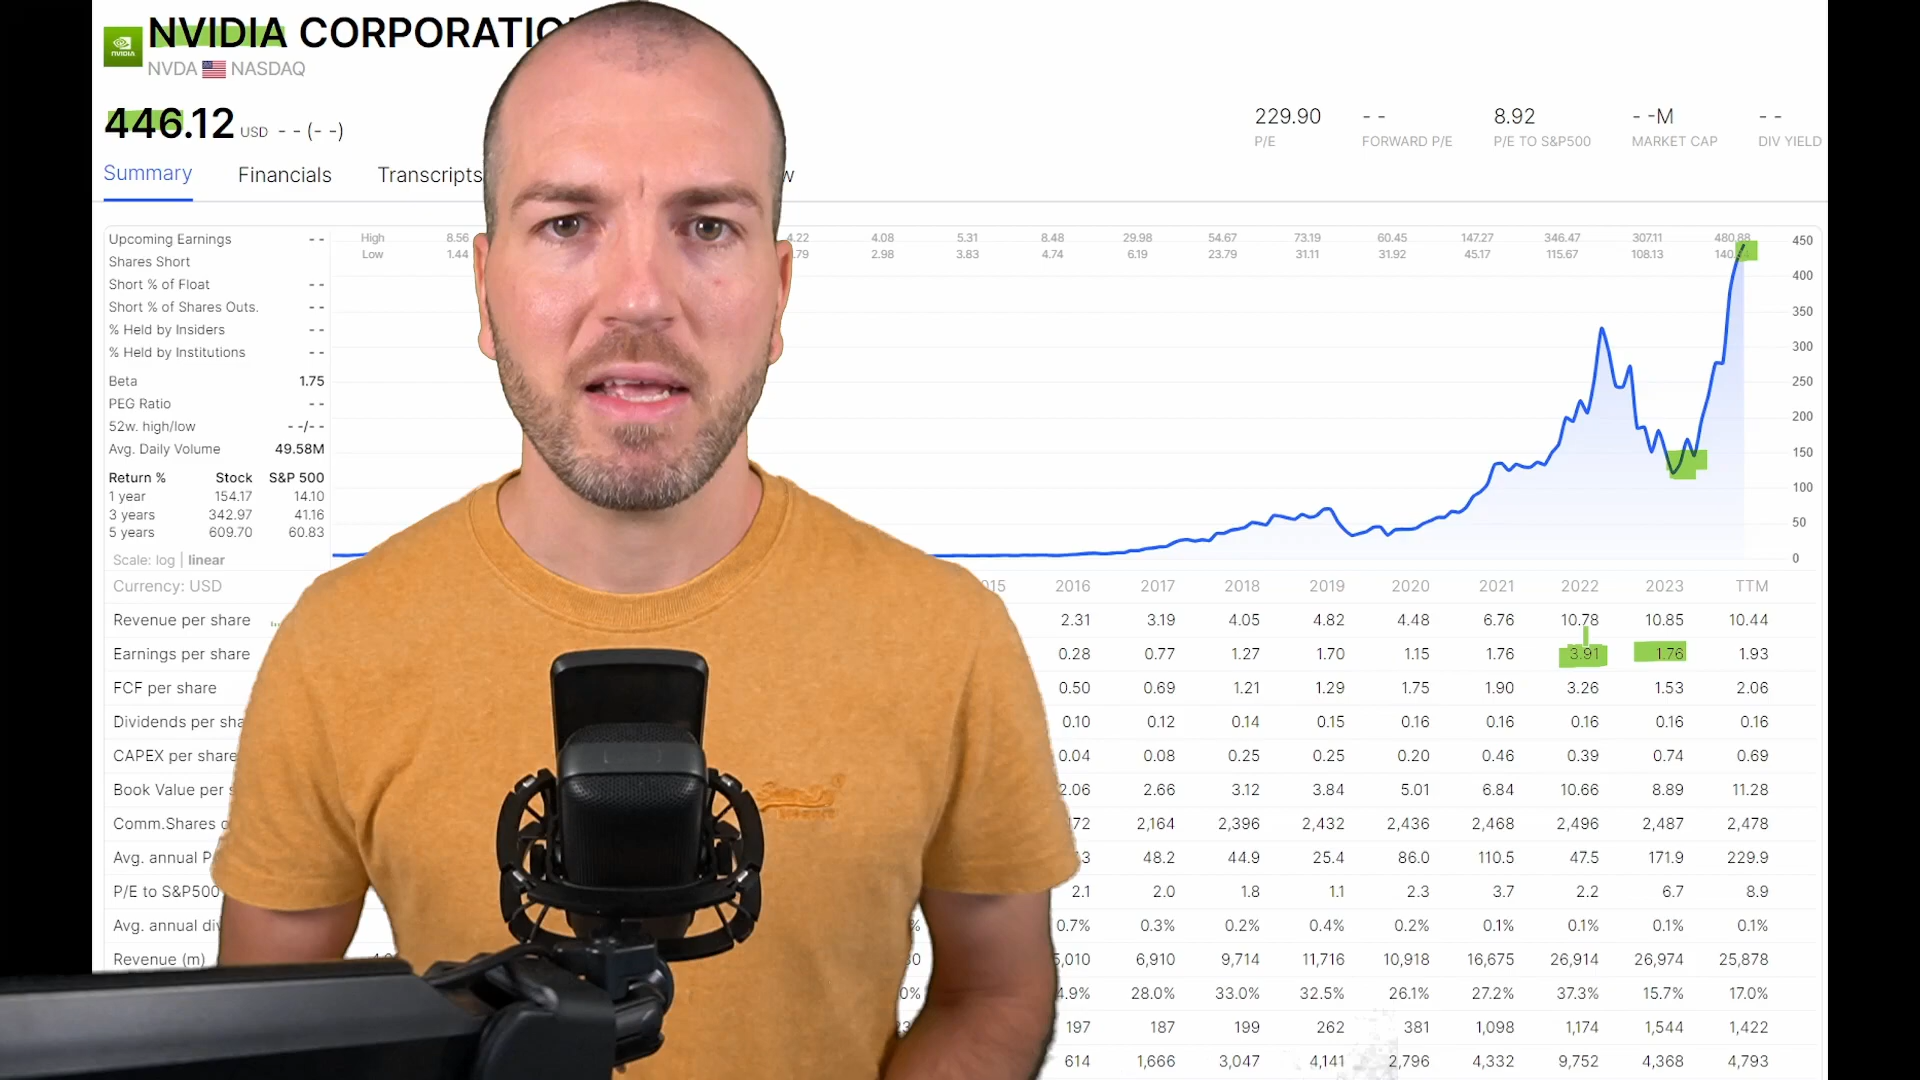 NVIDIA CORPORATIO
NVDA NASDAQ
446.12 USD - - (- -)
229.90 - - 8.92 - -M - -
P/E FORWARD P/E P/E TO S&P500 MARKET CAP DIV YIELD
Summary Financials Transcripts
Upcoming Earnings - -
Shares Short
Short % of Float - -
Short % of Shares Outs. - -
% Held by Insiders - -
% Held by Institutions - -
Beta 1.75
PEG Ratio - -
52w. high/low - -/- -
Avg. Daily Volume 49.58M
Return % Stock S&P 500
1 year 154.17 14.10
3 years 342.97 41.16
5 years 609.70 60.83
Scale: log | linear
High 8.56 4.22 4.08 5.31 8.48 29.98 54.67 73.19 60.45 147.27 346.47 307.11 480.88
Low 1.44 .79 2.98 3.83 4.74 6.19 23.79 31.11 31.92 45.17 115.67 108.13 140.
450
400
350
300
250
200
150
100
50
0
Currency: USD 2016 2017 2018 2019 2020 2021 2022 2023 TTM
Revenue per share 2.31 3.19 4.05 4.82 4.48 6.76 10.78 10.85 10.44
Earnings per share 0.28 0.77 1.27 1.70 1.15 1.76 3.91 1.76 1.93
FCF per share 0.50 0.69 1.21 1.29 1.75 1.90 3.26 1.53 2.06
Dividends per sha 0.10 0.12 0.14 0.15 0.16 0.16 0.16 0.16 0.16
CAPEX per share 0.04 0.08 0.25 0.25 0.20 0.46 0.39 0.74 0.69
Book Value per 2.06 2.66 3.12 3.84 5.01 6.84 10.66 8.89 11.28
Comm.Shares 72 2,164 2,396 2,432 2,436 2,468 2,496 2,487 2,478
Avg. annual P 48.2 44.9 25.4 86.0 110.5 47.5 171.9 229.9
P/E to S&P500 2.1 2.0 1.8 1.1 2.3 3.7 2.2 6.7 8.9
Avg. annual div % 0.7% 0.3% 0.2% 0.4% 0.2% 0.1% 0.1% 0.1% 0.1%
Revenue (m) 5,010 6,910 9,714 11,716 10,918 16,675 26,914 26,974 25,878
4.9% 28.0% 33.0% 32.5% 26.1% 27.2% 37.3% 15.7% 17.0%
197 187 199 262 381 1,098 1,174 1,544 1,422
614 1,666 3,047 4,141 2,796 4,332 9,752 4,368 4,793